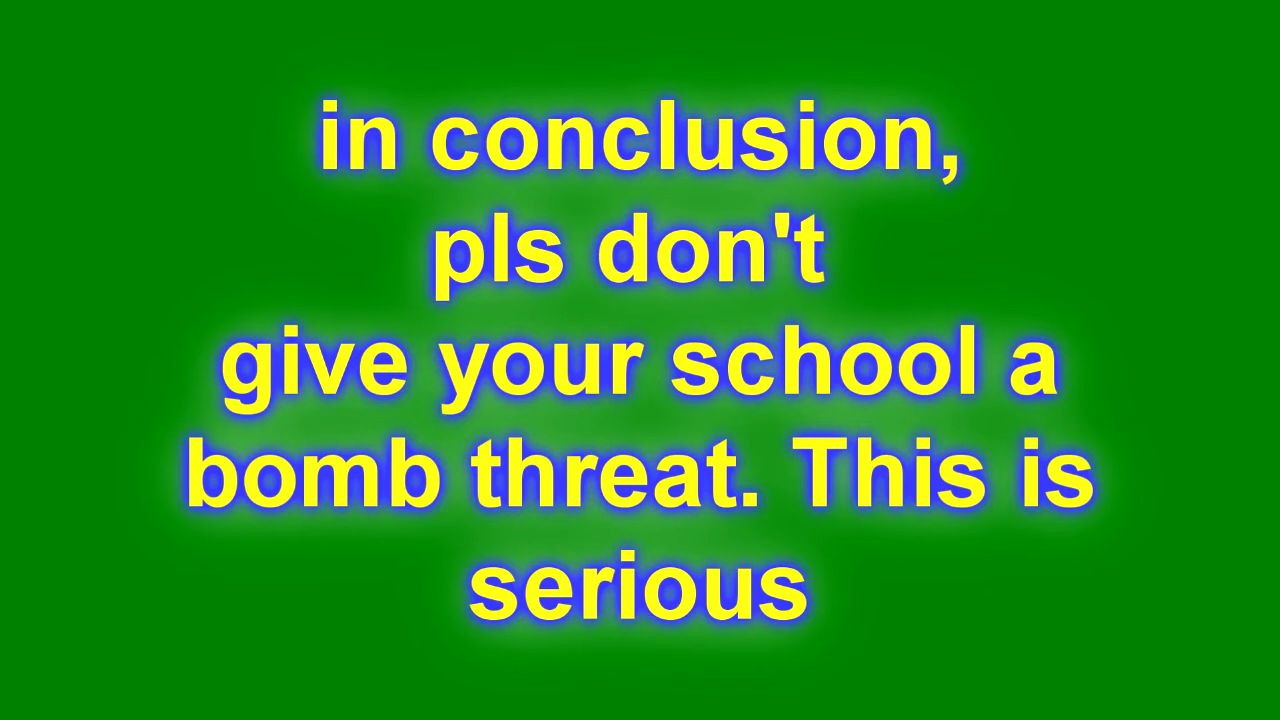 in conclusion,
pls don't
give your school a
bomb threat. This is
serious